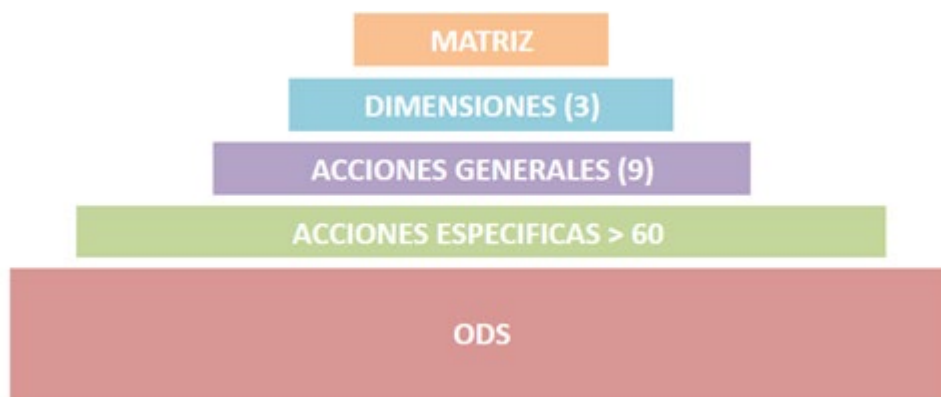 MATRIZ
DIMENSIONES (3)
ACCIONES GENERALES (9)
ACCIONES ESPECIFICAS > 60
ODS